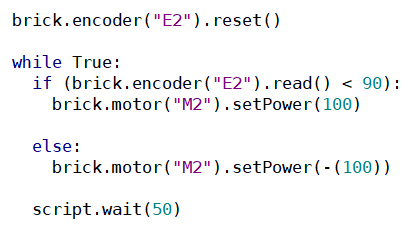 brick.encoder("E2").reset()

while True:
  if (brick.encoder("E2").read() < 90):
    brick.motor("M2").setPower(100)

  else:
    brick.motor("M2").setPower(-(100))

  script.wait(50)